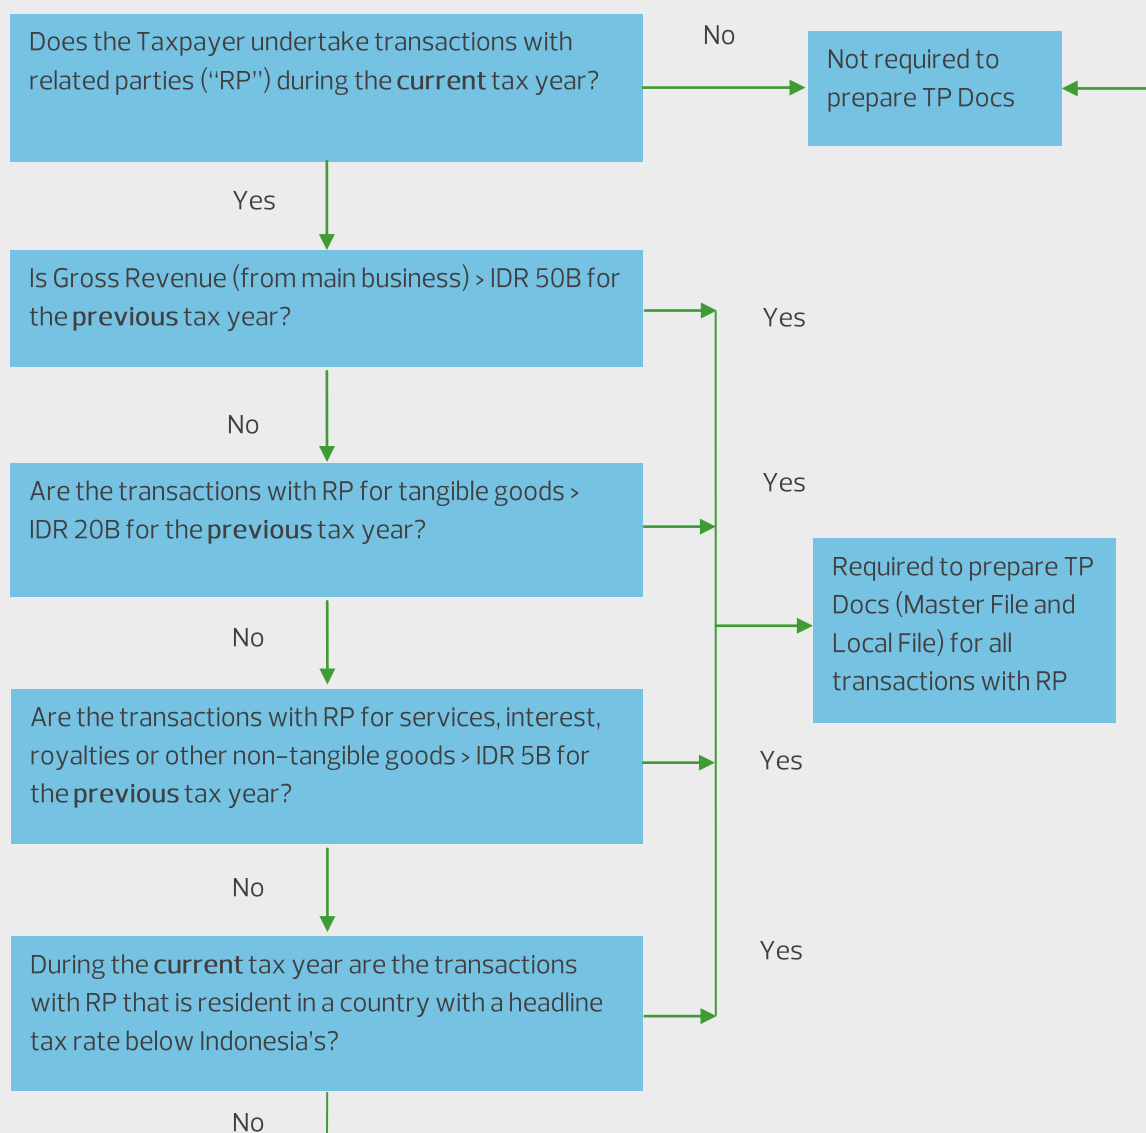 Does the Taxpayer undertake transactions with
related parties (“RP”) during the current tax year?
No
Not required to
prepare TP Docs
Yes
Is Gross Revenue (from main business) > IDR 50B for
the previous tax year?
Yes
No
Are the transactions with RP for tangible goods >
IDR 20B for the previous tax year?
Yes
Required to prepare TP
Docs (Master File and
Local File) for all
transactions with RP
No
Are the transactions with RP for services, interest,
royalties or other non-tangible goods > IDR 5B for
the previous tax year?
Yes
No
During the current tax year are the transactions
with RP that is resident in a country with a headline
tax rate below Indonesia’s?
Yes
No